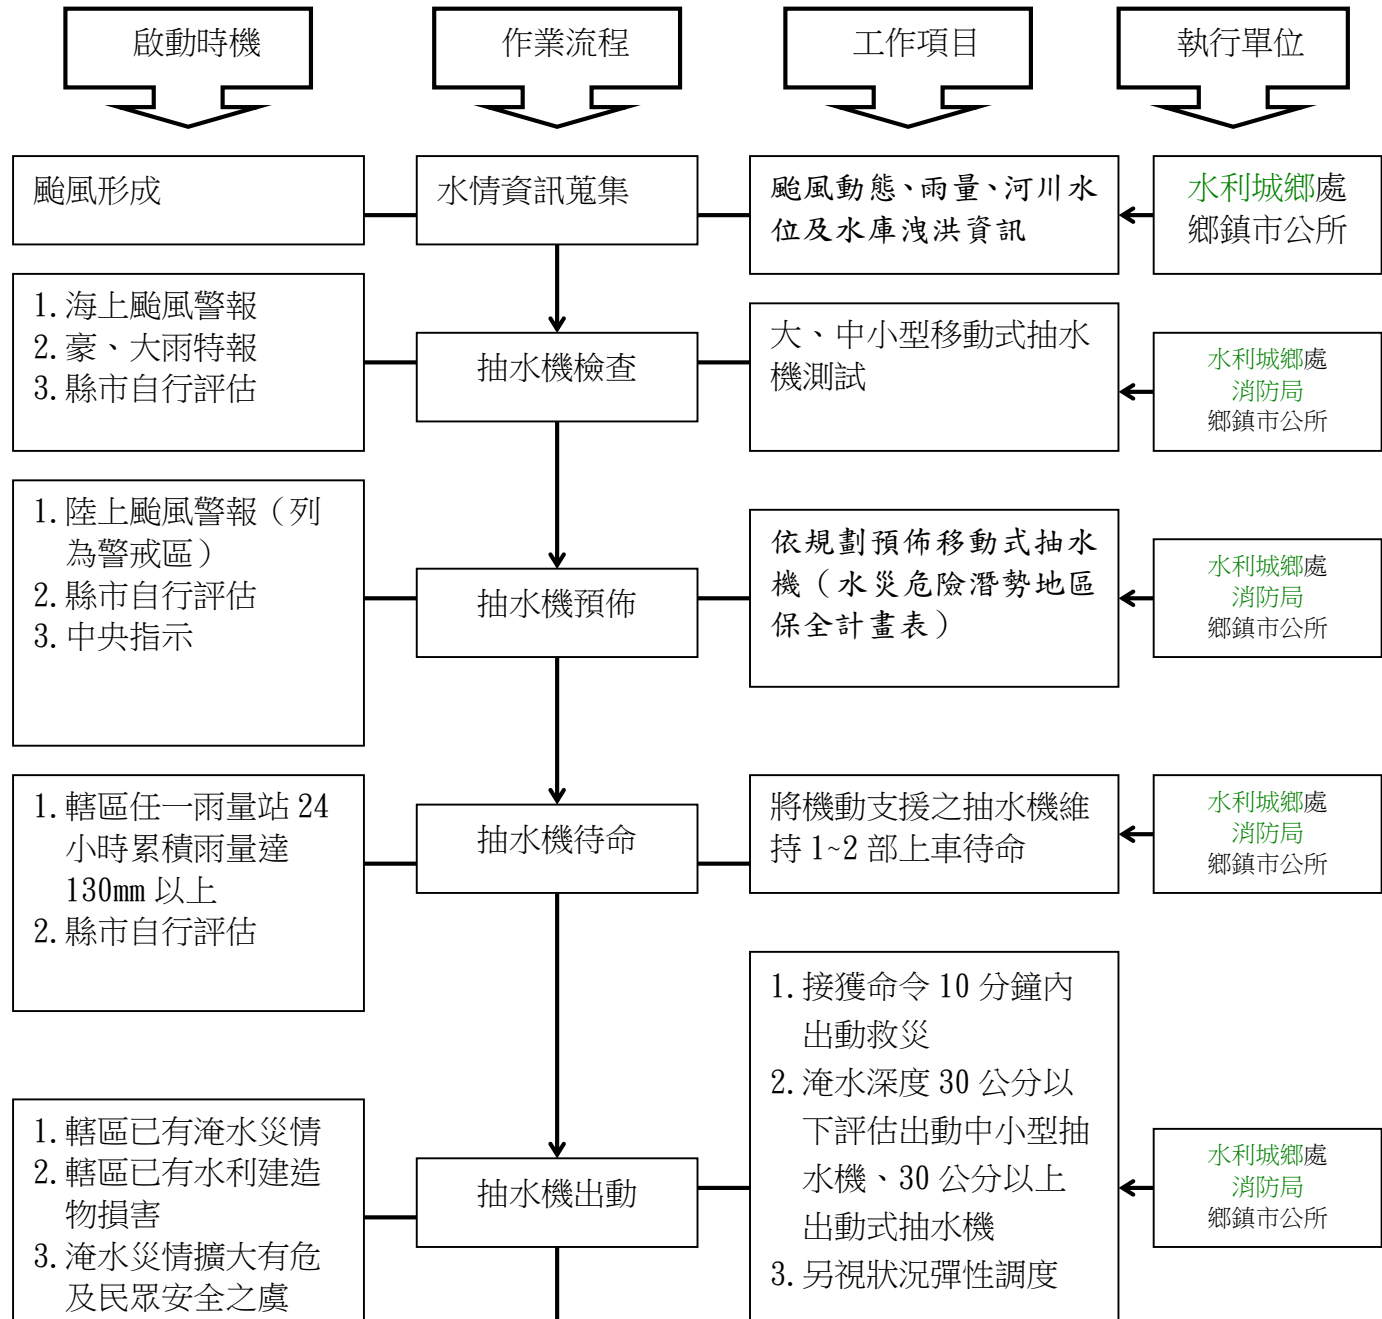 啟動時機
作業流程
工作項目
執行單位
颱風形成
水情資訊蒐集
颱風動態、雨量、河川水
位及水庫洩洪資訊
水利城鄉處
鄉鎮市公所
1.海上颱風警報
2.豪、大雨特報
3.縣市自行評估
抽水機檢查
大、中小型移動式抽水
機測試
水利城鄉處
消防局
鄉鎮市公所
1.陸上颱風警報（列
為警戒區）
2.縣市自行評估
3.中央指示
抽水機預佈
依規劃預佈移動式抽水
機（水災危險潛勢地區
保全計畫表）
水利城鄉處
消防局
鄉鎮市公所
1.轄區任一雨量站 24
小時累積雨量達
130mm 以上
2.縣市自行評估
抽水機待命
將機動支援之抽水機維
持 1~2 部上車待命
水利城鄉處
消防局
鄉鎮市公所
1.轄區已有淹水災情
2.轄區已有水利建造
物損害
3.淹水災情擴大有危
及民眾安全之虞
抽水機出動
1.接獲命令 10 分鐘內
出動救災
2.淹水深度 30 公分以
下評估出動中小型抽
水機、30 公分以上
出動式抽水機
3.另視狀況彈性調度
水利城鄉處
消防局
鄉鎮市公所